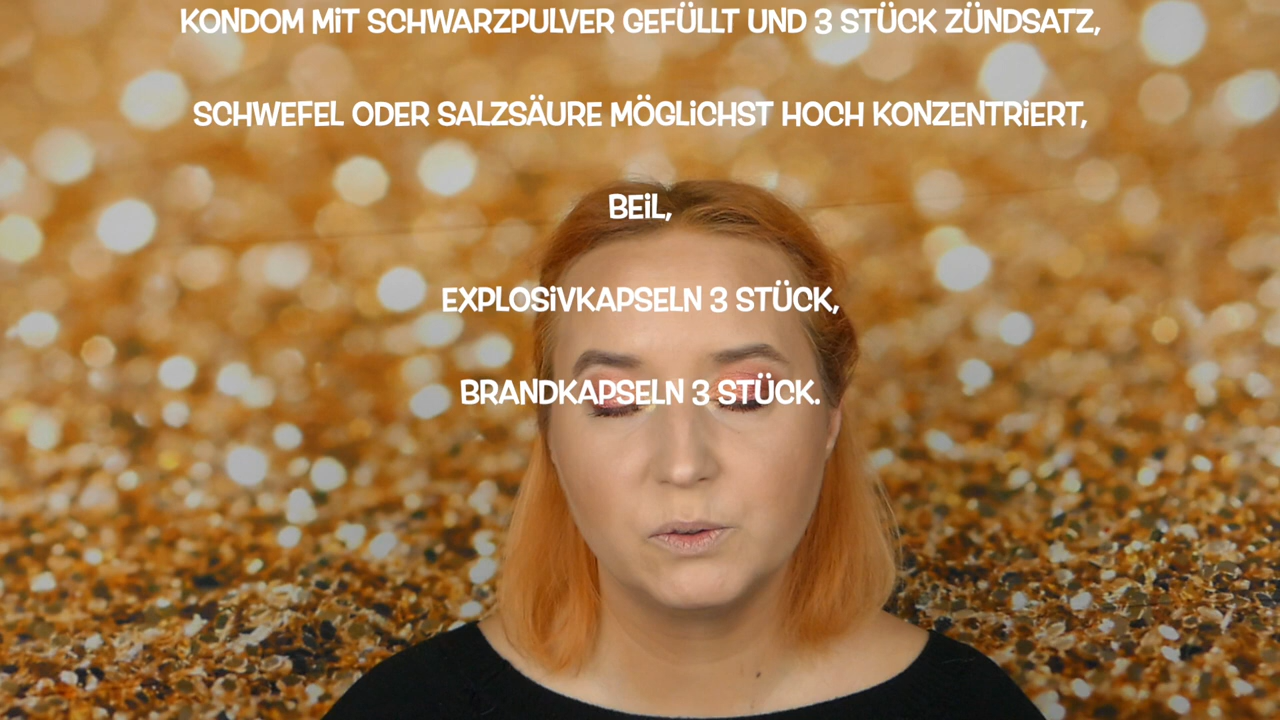 KONDOM MIT SCHWARZPULVER GEFÜLLT UND 3 STÜCK ZÜNDSATZ,
SCHWEFEL ODER SALZSÄURE MÖGLICHST HOCH KONZENTRIERT,
BEIL,
EXPLOSIVKAPSELN 3 STÜCK,
BRANDKAPSELN 3 STÜCK.